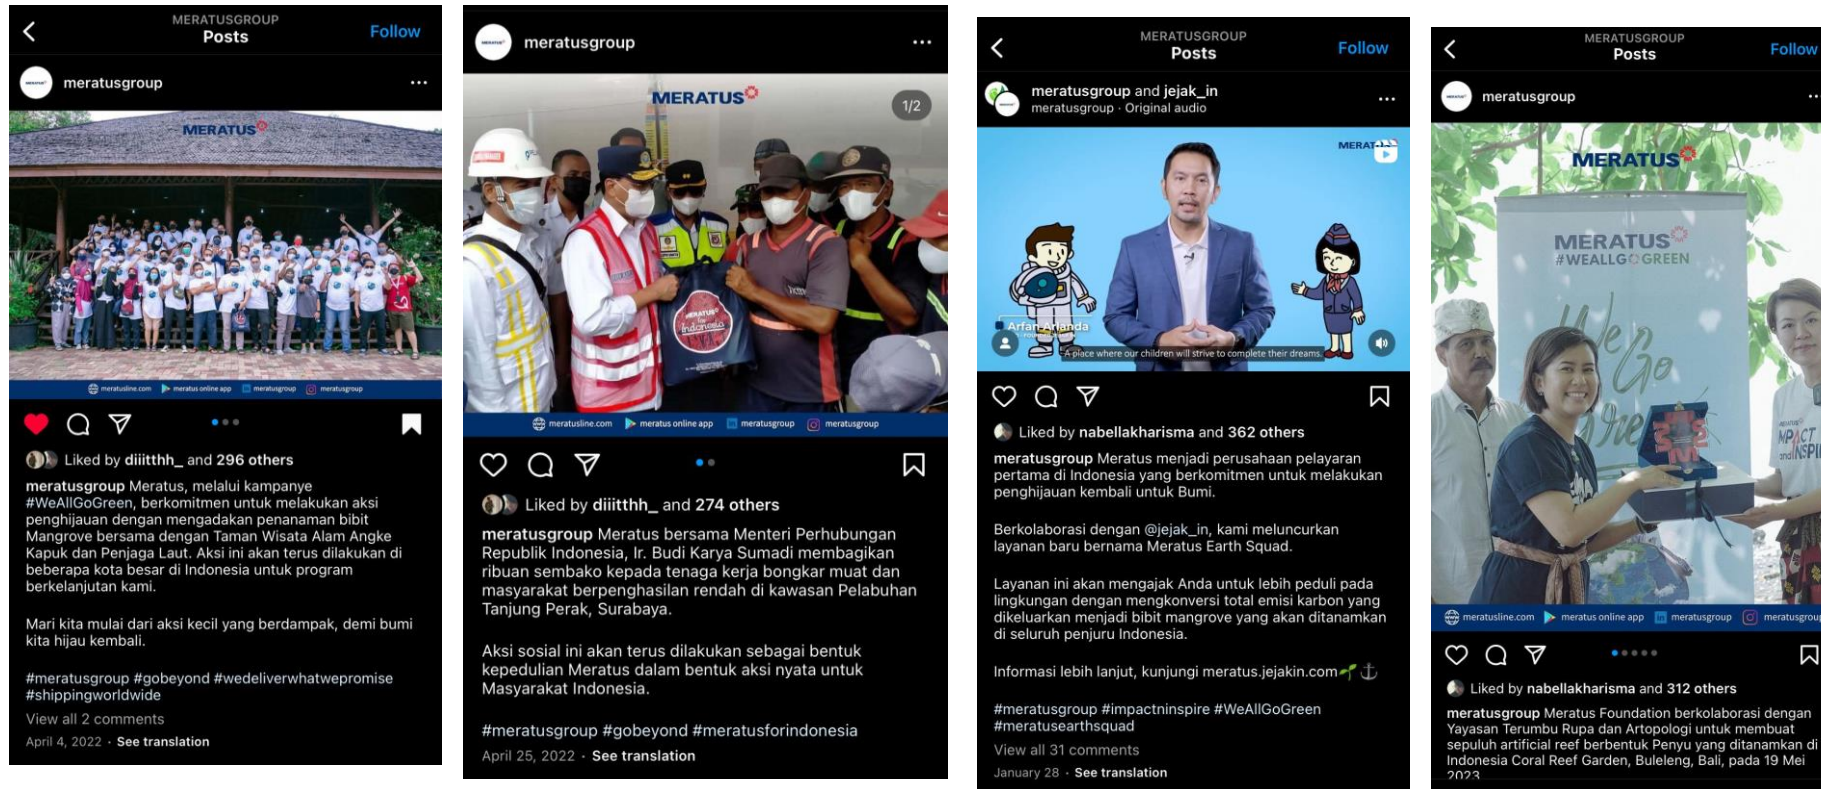 MERATUSGROUP
Posts
Follow
meratusgroup
MERATUS
meratusline.com meratus online app meratusgroup meratusgroup
Liked by diiitthh_ and 296 others
meratusgroup Meratus, melalui kampanye
#WeAllGoGreen, berkomitmen untuk melakukan aksi
penghijauan dengan mengadakan penanaman bibit
Mangrove bersama dengan Taman Wisata Alam Angke
Kapuk dan Penjaga Laut. Aksi ini akan terus dilakukan di
beberapa kota besar di Indonesia untuk program
berkelanjutan kami.
Mari kita mulai dari aksi kecil yang berdampak, demi bumi
kita hijau kembali.
#meratusgroup #gobeyond #wedeliverwhatwepromise
#shippingworldwide
View all 2 comments
April 4, 2022 · See translation
meratusgroup
MERATUS
1/2
MERATUS
for
Indonesia
meratusline.com meratus online app meratusgroup meratusgroup
Liked by diiitthh_ and 274 others
meratusgroup Meratus bersama Menteri Perhubungan
Republik Indonesia, Ir. Budi Karya Sumadi membagikan
ribuan sembako kepada tenaga kerja bongkar muat dan
masyarakat berpenghasilan rendah di kawasan Pelabuhan
Tanjung Perak, Surabaya.
Aksi sosial ini akan terus dilakukan sebagai bentuk
kepedulian Meratus dalam bentuk aksi nyata untuk
Masyarakat Indonesia.
#meratusgroup #gobeyond #meratusforindonesia
April 25, 2022 · See translation
MERATUSGROUP
Posts
Follow
meratusgroup and jejak_in
meratusgroup · Original audio
Arfan Arlanda
A place where our children will strive to complete their dreams.
Liked by nabellakharisma and 362 others
meratusgroup Meratus menjadi perusahaan pelayaran
pertama di Indonesia yang berkomitmen untuk melakukan
penghijauan kembali untuk Bumi.
Berkolaborasi dengan @jejak_in, kami meluncurkan
layanan baru bernama Meratus Earth Squad.
Layanan ini akan mengajak Anda untuk lebih peduli pada
lingkungan dengan mengkonversi total emisi karbon yang
dikeluarkan menjadi bibit mangrove yang akan ditanamkan
di seluruh penjuru Indonesia.
Informasi lebih lanjut, kunjungi meratus.jejakin.com
#meratusgroup #impactninspire #WeAllGoGreen
#meratusearthsquad
View all 31 comments
January 28 · See translation
MERATUSGROUP
Posts
Follow
meratusgroup
MERATUS
MERATUS
#WEALLGOGREEN
We
Go
meratusline.com meratus online app meratusgroup meratusgroup
Liked by nabellakharisma and 312 others
meratusgroup Meratus Foundation berkolaborasi dengan
Yayasan Terumbu Rupa dan Artopologi untuk membuat
sepuluh artificial reef berbentuk Penyu yang ditanamkan di
Indonesia Coral Reef Garden, Buleleng, Bali, pada 19 Mei
2023